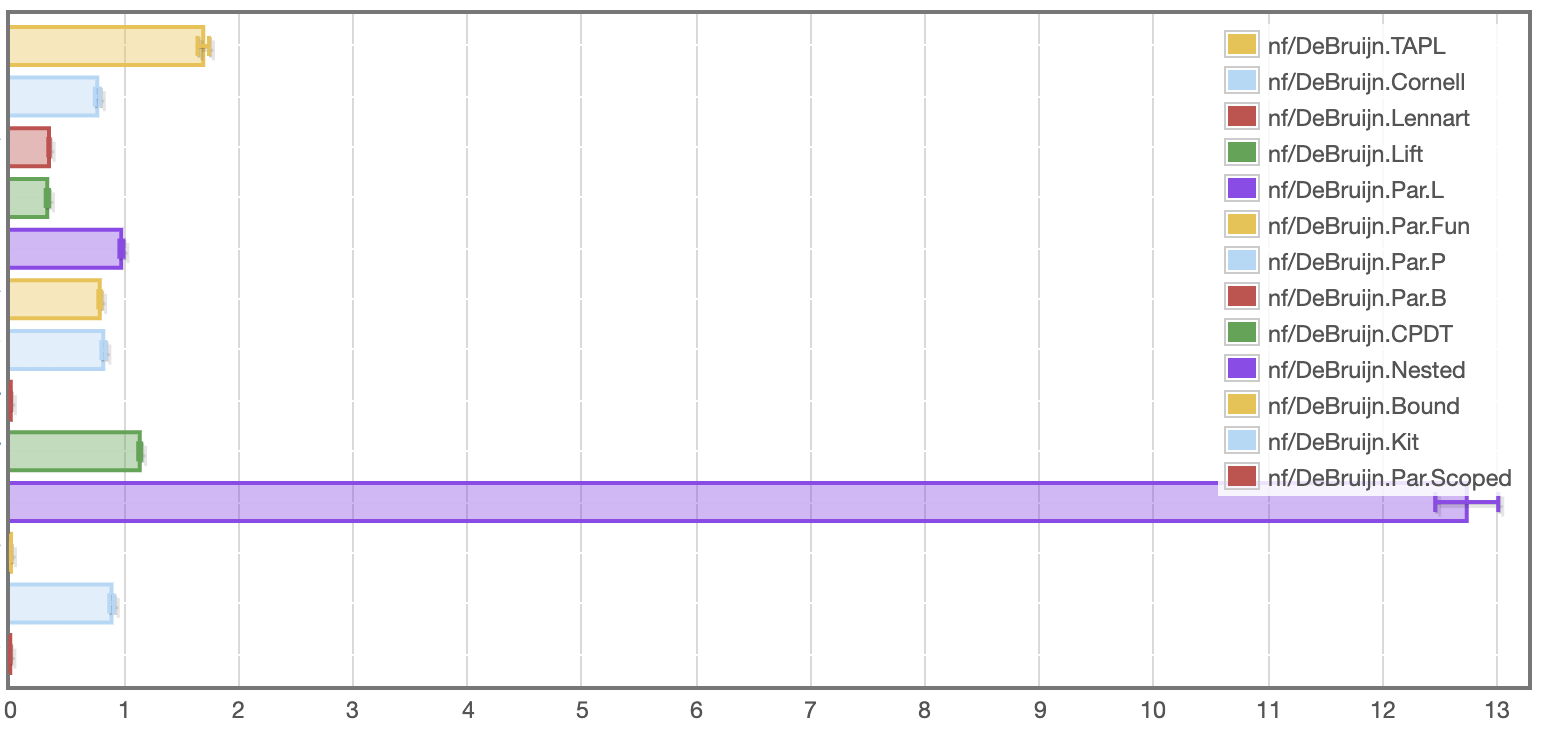 nf/DeBruijn.TAPL
nf/DeBruijn.Cornell
nf/DeBruijn.Lennart
nf/DeBruijn.Lift
nf/DeBruijn.Par.L
nf/DeBruijn.Par.Fun
nf/DeBruijn.Par.P
nf/DeBruijn.Par.B
nf/DeBruijn.CPDT
nf/DeBruijn.Nested
nf/DeBruijn.Bound
nf/DeBruijn.Kit
nf/DeBruijn.Par.Scoped
0 1 2 3 4 5 6 7 8 9 10 11 12 13